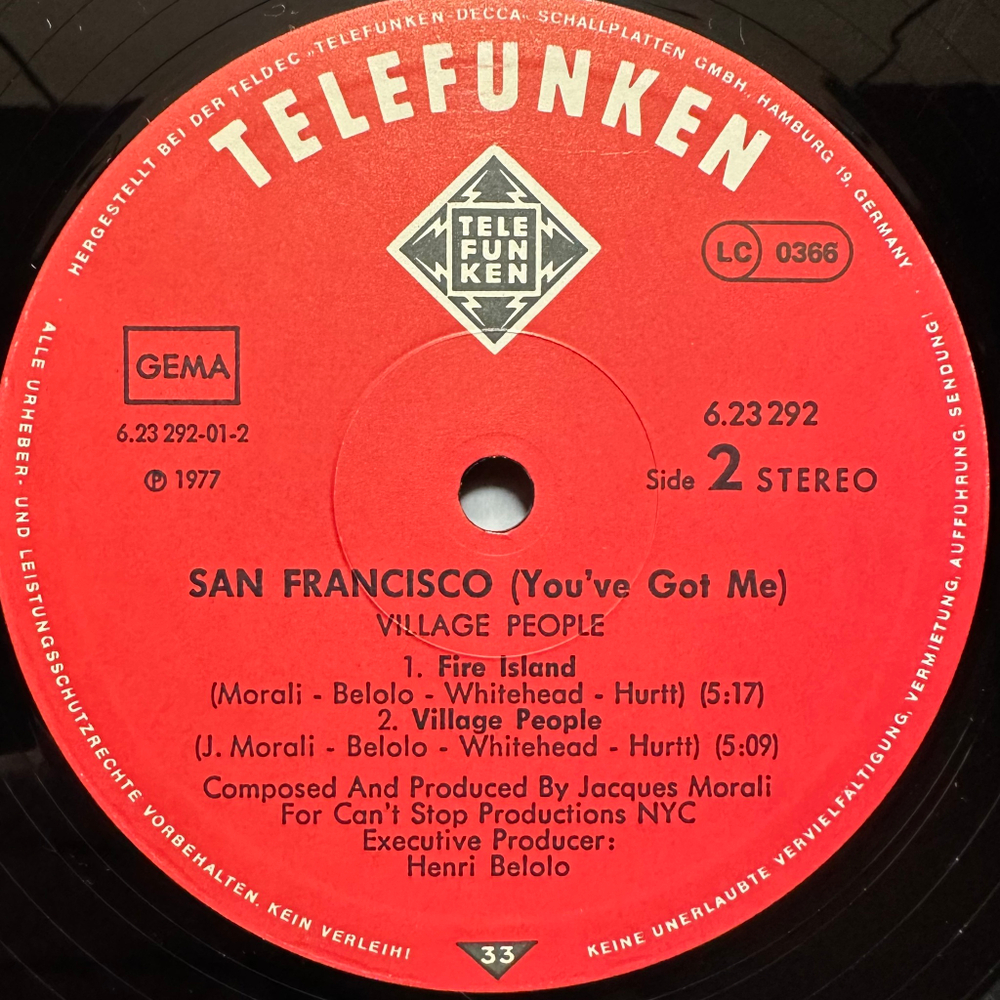 HERGESTELLT BEI DER TELDEC „TELEFUNKEN-DECCA“ SCHALLPLATTEN GMBH., HAMBURG 19, GERMANY
TELEFUNKEN
TELE
FUN
KEN
LC 0366
GEMA
6.23 292-01-2
℗ 1977
6.23292
Side 2 STEREO
SAN FRANCISCO (You've Got Me)
VILLAGE PEOPLE
1. Fire Island
(Morali - Belolo - Whitehead - Hurtt) (5:17)
2. Village People
(J. Morali - Belolo - Whitehead - Hurtt) (5:09)
Composed And Produced By Jacques Morali
For Can't Stop Productions NYC
Executive Producer:
Henri Belolo
33
ALLE URHEBER- UND LEISTUNGSSCHUTZRECHTE VORBEHALTEN. KEIN VERLEIH!
KEINE UNERLAUBTE VERVIELFÄLTIGUNG, VERMIETUNG, AUFFÜHRUNG, SENDUNG!